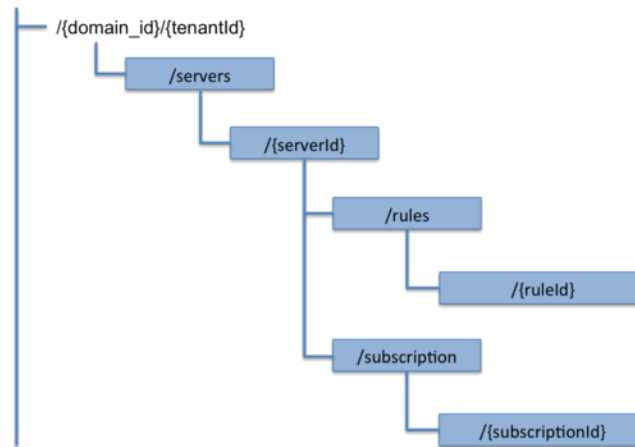 /{domain_id}/{tenantId}
/servers
/{serverId}
/rules
/{ruleId}
/subscription
/{subscriptionId}